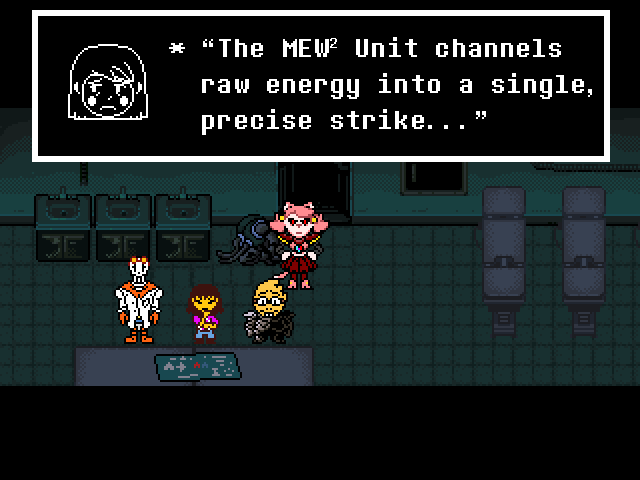 * “The MEW² Unit channels
raw energy into a single,
precise strike...”